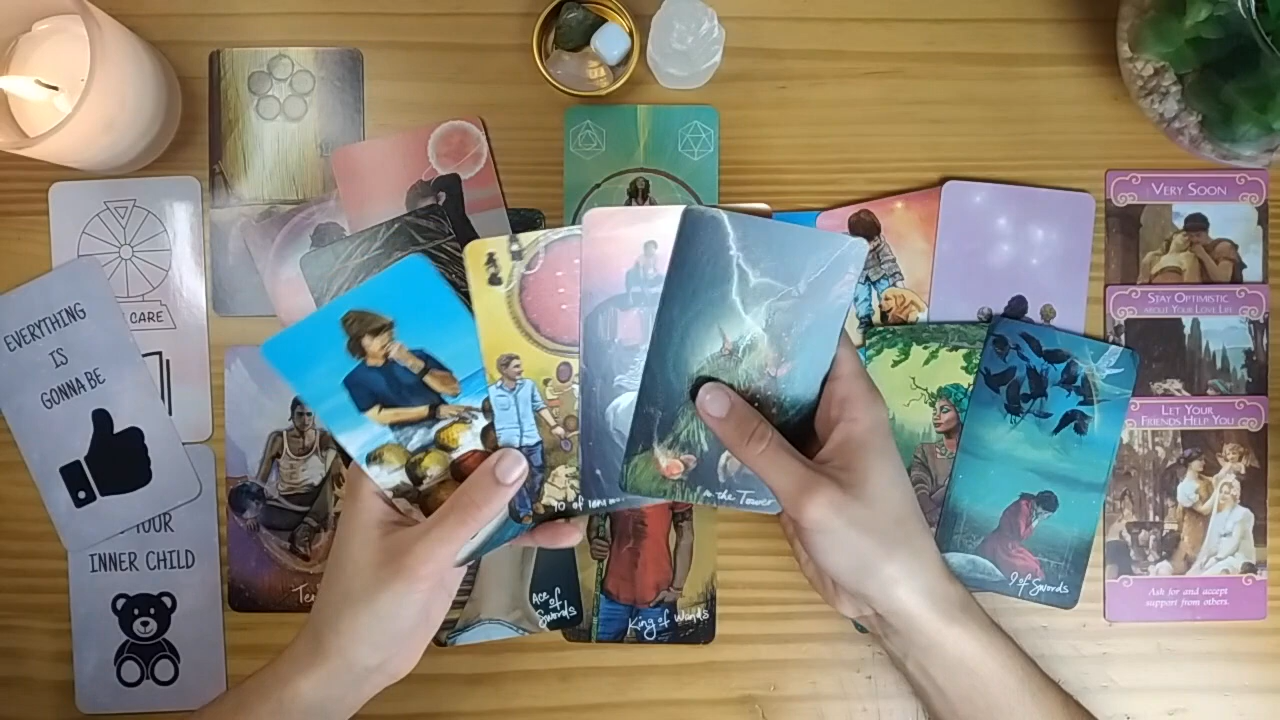 EVERYTHING
IS
GONNA BE
CARE
YOUR
INNER CHILD
10 of
the Tower
Ace of
Swords
King of Wands
9 of Swords
VERY SOON
STAY OPTIMISTIC
ABOUT YOUR LOVE LIFE
LET YOUR
FRIENDS HELP YOU
Ask for and accept
support from others.